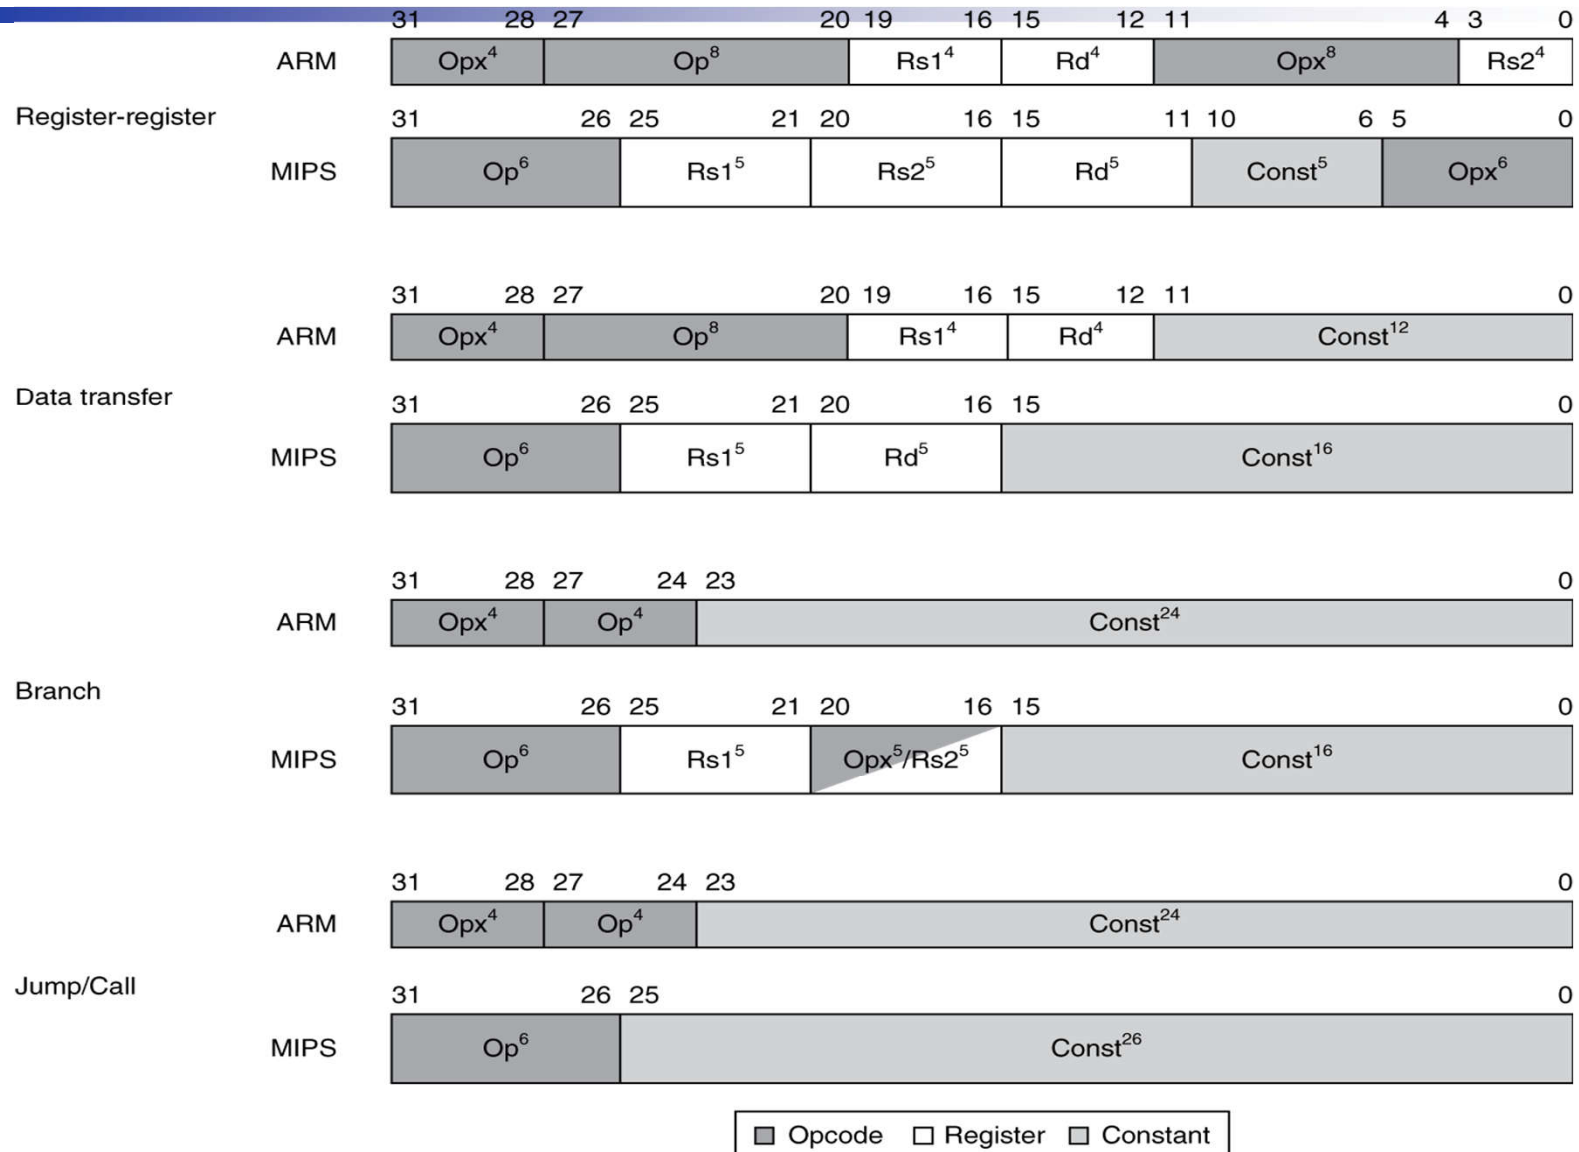 31 28 27 20 19 16 15 12 11 4 3 0
ARM Opx4 Op8 Rs14 Rd4 Opx8 Rs24
Register-register
31 26 25 21 20 16 15 11 10 6 5 0
MIPS Op6 Rs15 Rs25 Rd5 Const5 Opx6
31 28 27 20 19 16 15 12 11 0
ARM Opx4 Op8 Rs14 Rd4 Const12
Data transfer
31 26 25 21 20 16 15 0
MIPS Op6 Rs15 Rd5 Const16
31 28 27 24 23 0
ARM Opx4 Op4 Const24
Branch
31 26 25 21 20 16 15 0
MIPS Op6 Rs15 Opx5/Rs25 Const16
31 28 27 24 23 0
ARM Opx4 Op4 Const24
Jump/Call
31 26 25 0
MIPS Op6 Const26
Opcode Register Constant